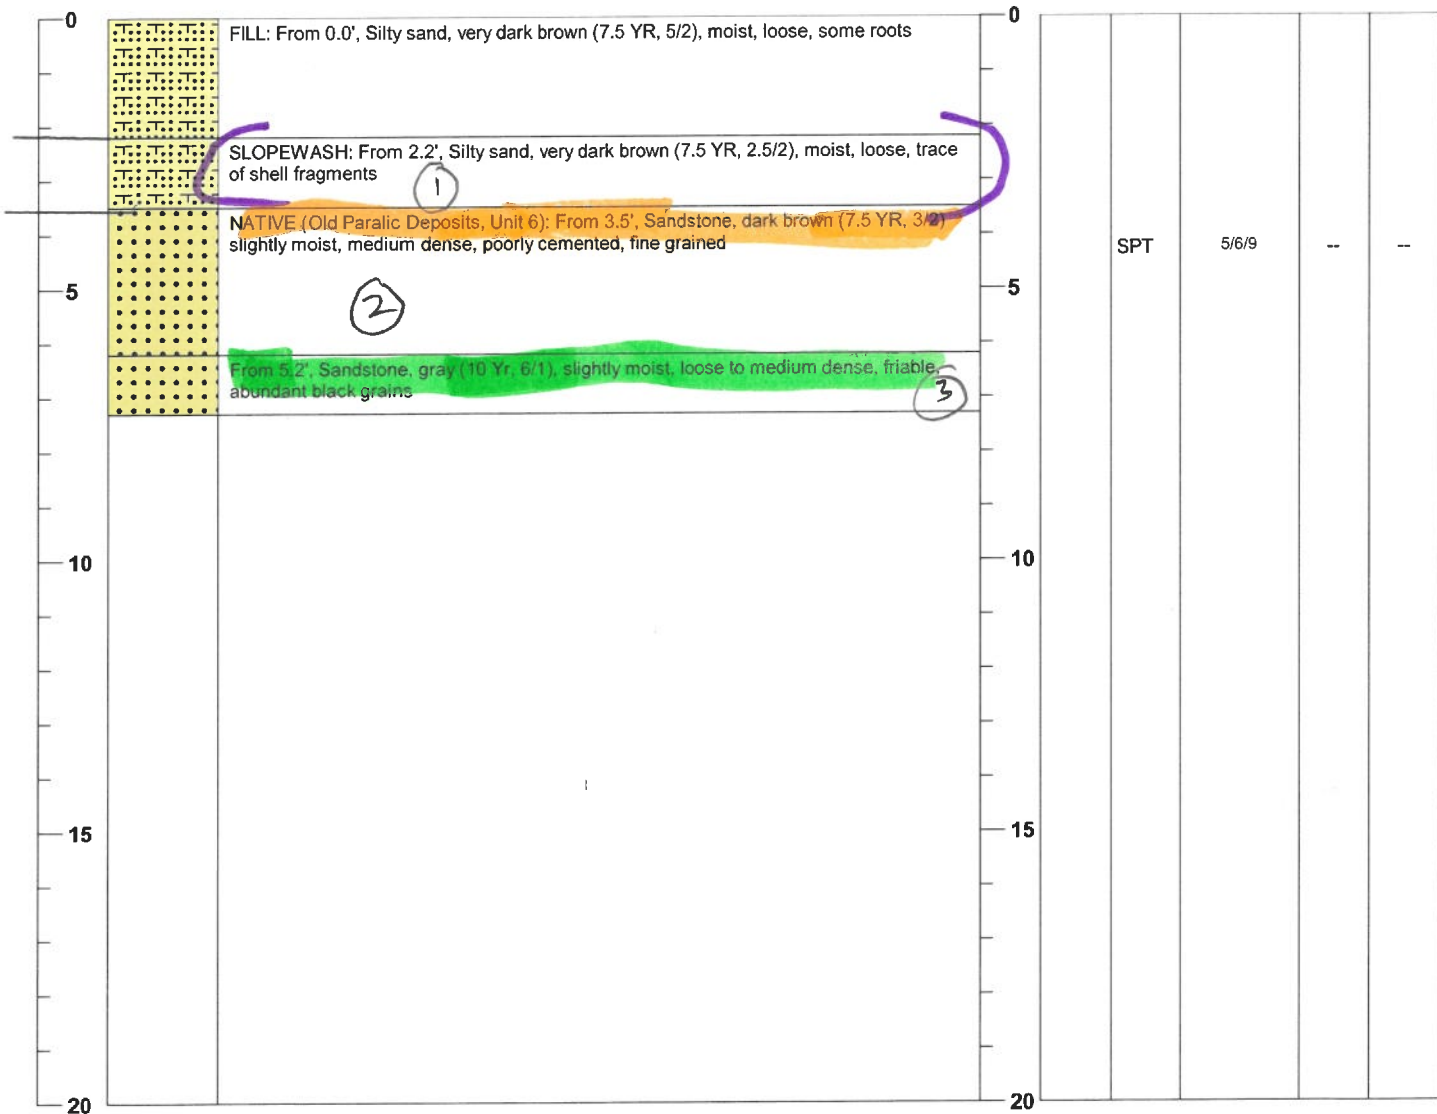 0
FILL: From 0.0', Silty sand, very dark brown (7.5 YR, 5/2), moist, loose, some roots
0
SLOPEWASH: From 2.2', Silty sand, very dark brown (7.5 YR, 2.5/2), moist, loose, trace
of shell fragments
1
NATIVE (Old Paralic Deposits, Unit 6): From 3.5', Sandstone, dark brown (7.5 YR, 3/2)
slightly moist, medium dense, poorly cemented, fine grained
SPT 5/6/9 -- --
5
2
5
From 5.2', Sandstone, gray (10 Yr, 6/1), slightly moist, loose to medium dense, friable,
abundant black grains
3
10
10
15
15
20
20